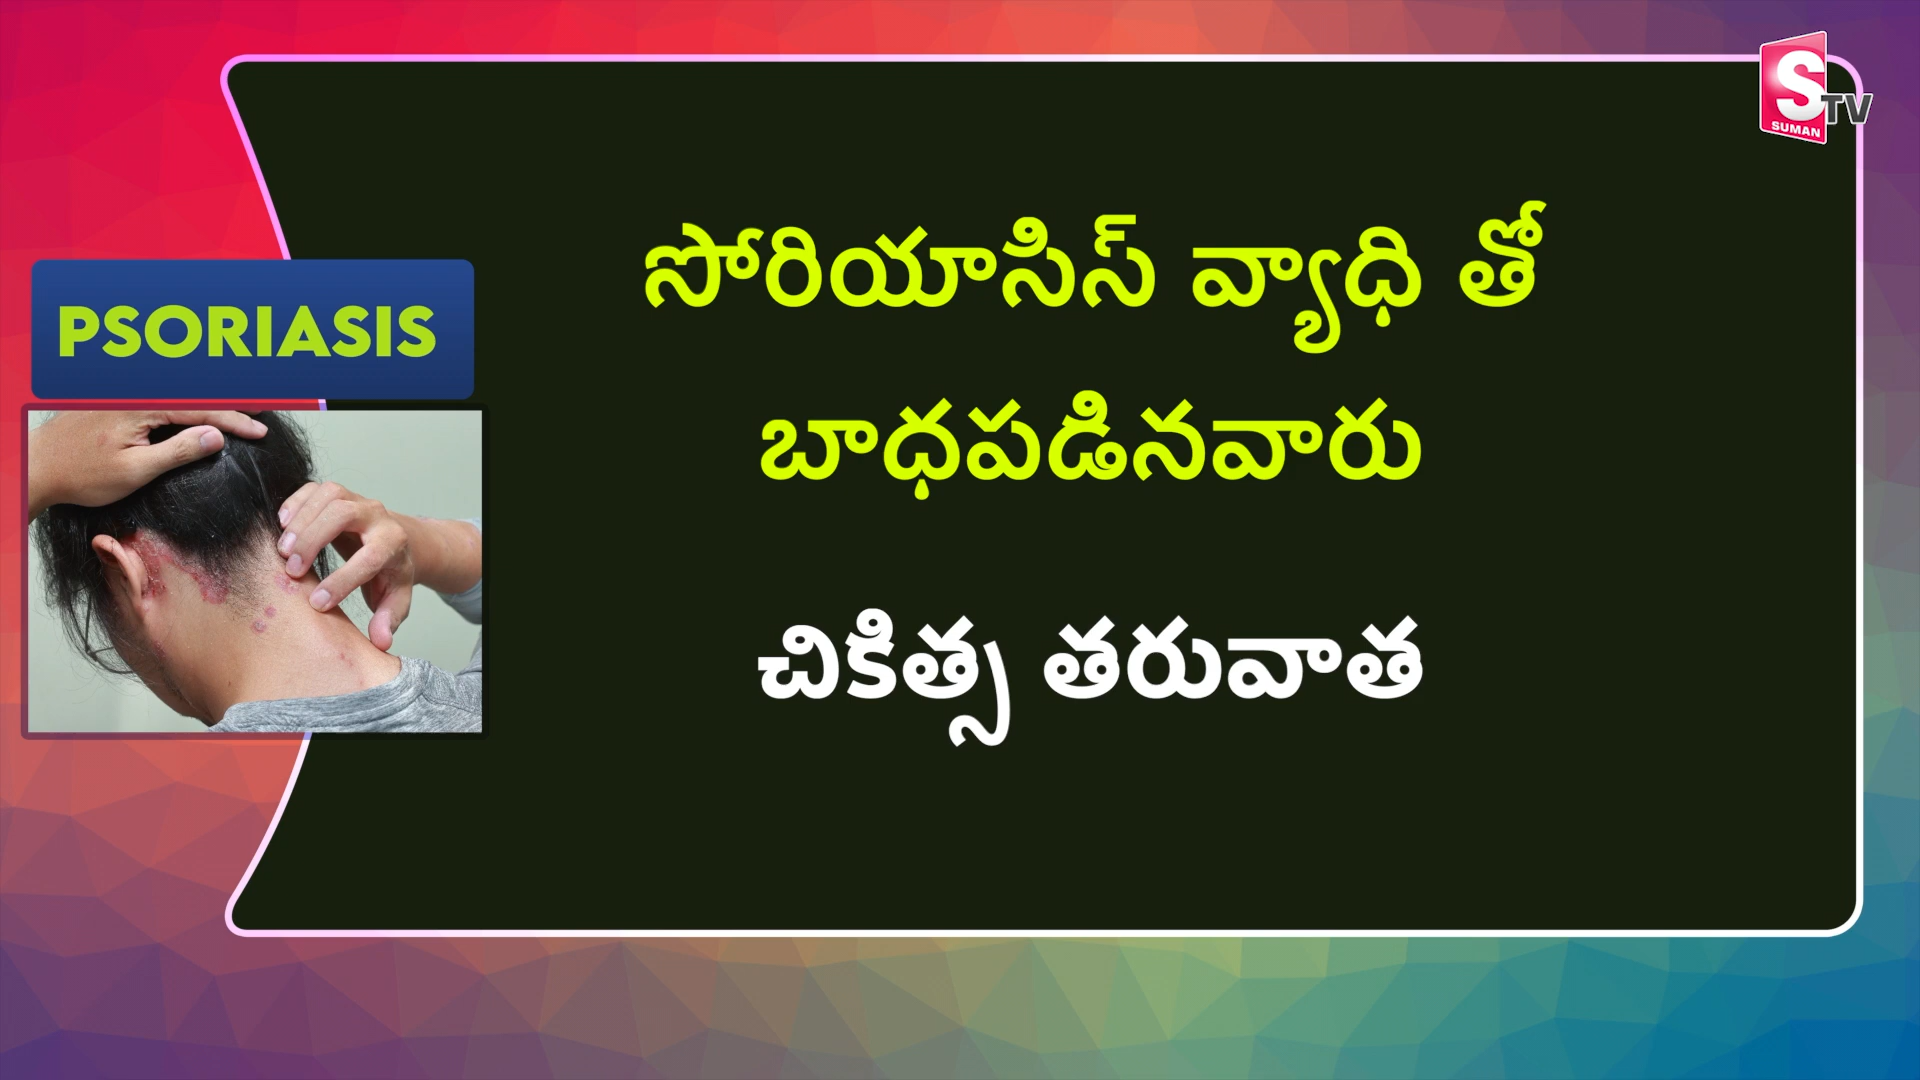 S
TV
SUMAN
PSORIASIS
సోరియాసిస్ వ్యాధి తో
బాధపడినవారు
చికిత్స తరువాత